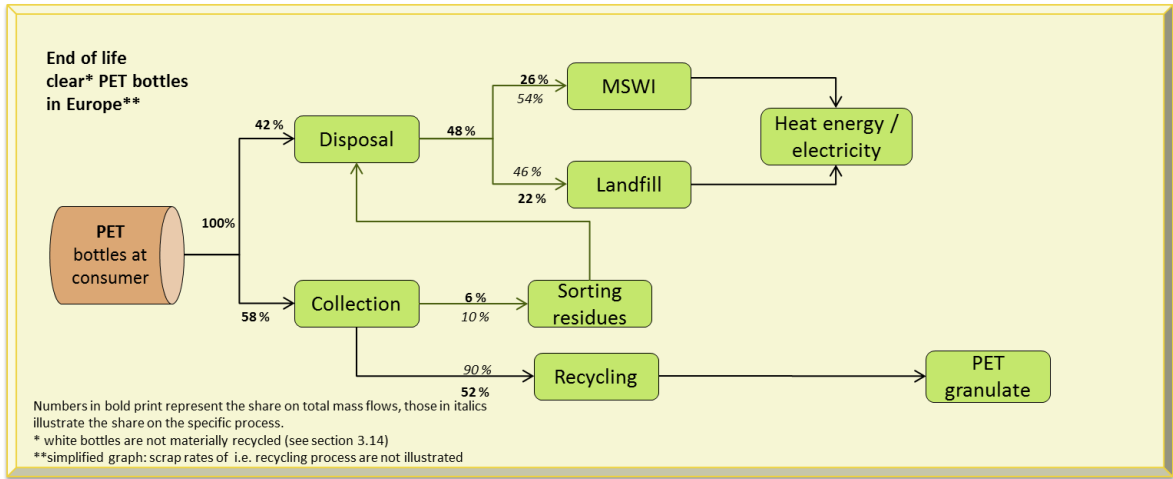 End of life
clear* PET bottles
in Europe**
26 %
54%
MSWI
42 %
Disposal
48 %
Heat energy /
electricity
46 %
22 %
Landfill
100%
PET
bottles at
consumer
58 %
Collection
6 %
10 %
Sorting
residues
90 %
52 %
Recycling
PET
granulate
Numbers in bold print represent the share on total mass flows, those in italics
illustrate the share on the specific process.
* white bottles are not materially recycled (see section 3.14)
**simplified graph: scrap rates of i.e. recycling process are not illustrated